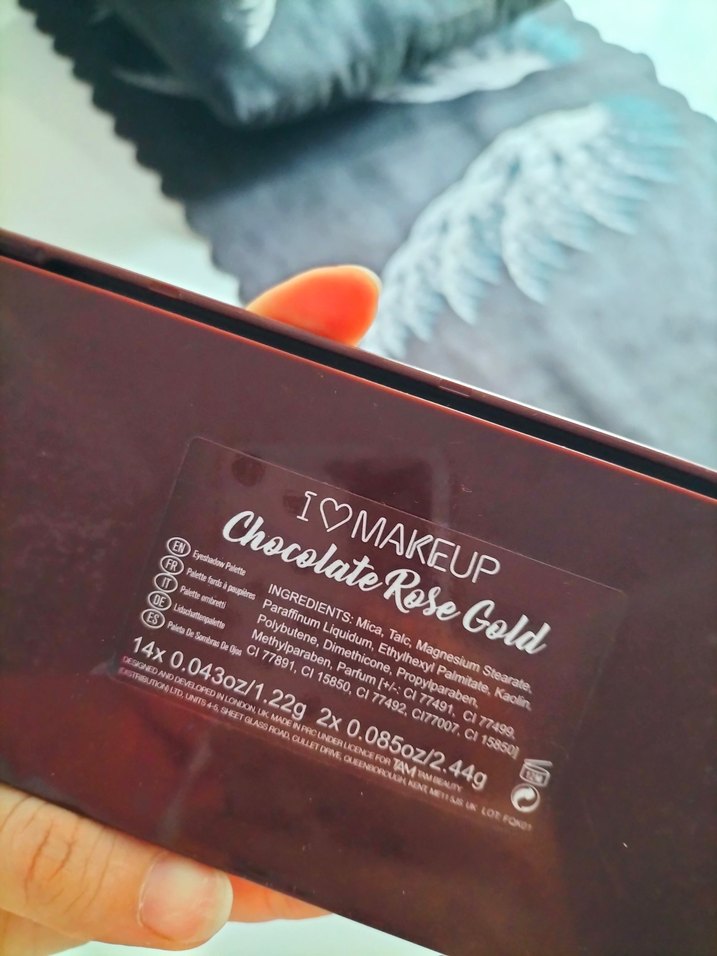 I ♡ MAKEUP
Chocolate Rose Gold
EN Eyeshadow Palette
FR Palette fards à paupières
IT Palette ombretti
DE Lidschattenpalette
ES Paleta De Sombras De Ojos
INGREDIENTS: Mica, Talc, Magnesium Stearate,
Paraffinum Liquidum, Ethylhexyl Palmitate, Kaolin,
Polybutene, Dimethicone, Propylparaben,
Methylparaben, Parfum [+/-: CI 77491, CI 77499,
CI 77891, CI 15850, CI 77492, CI77007, CI 15850]
14x 0.043oz/1.22g 2x 0.085oz/2.44g
DESIGNED AND DEVELOPED IN LONDON, UK. MADE IN PRC UNDER LICENCE FOR TAM TAM BEAUTY
(DISTRIBUTION) LTD, UNITS 4-5, SHEET GLASS ROAD, CULLET DRIVE, QUEENBOROUGH, KENT, ME11 5JS UK LOT: FQK01
12M